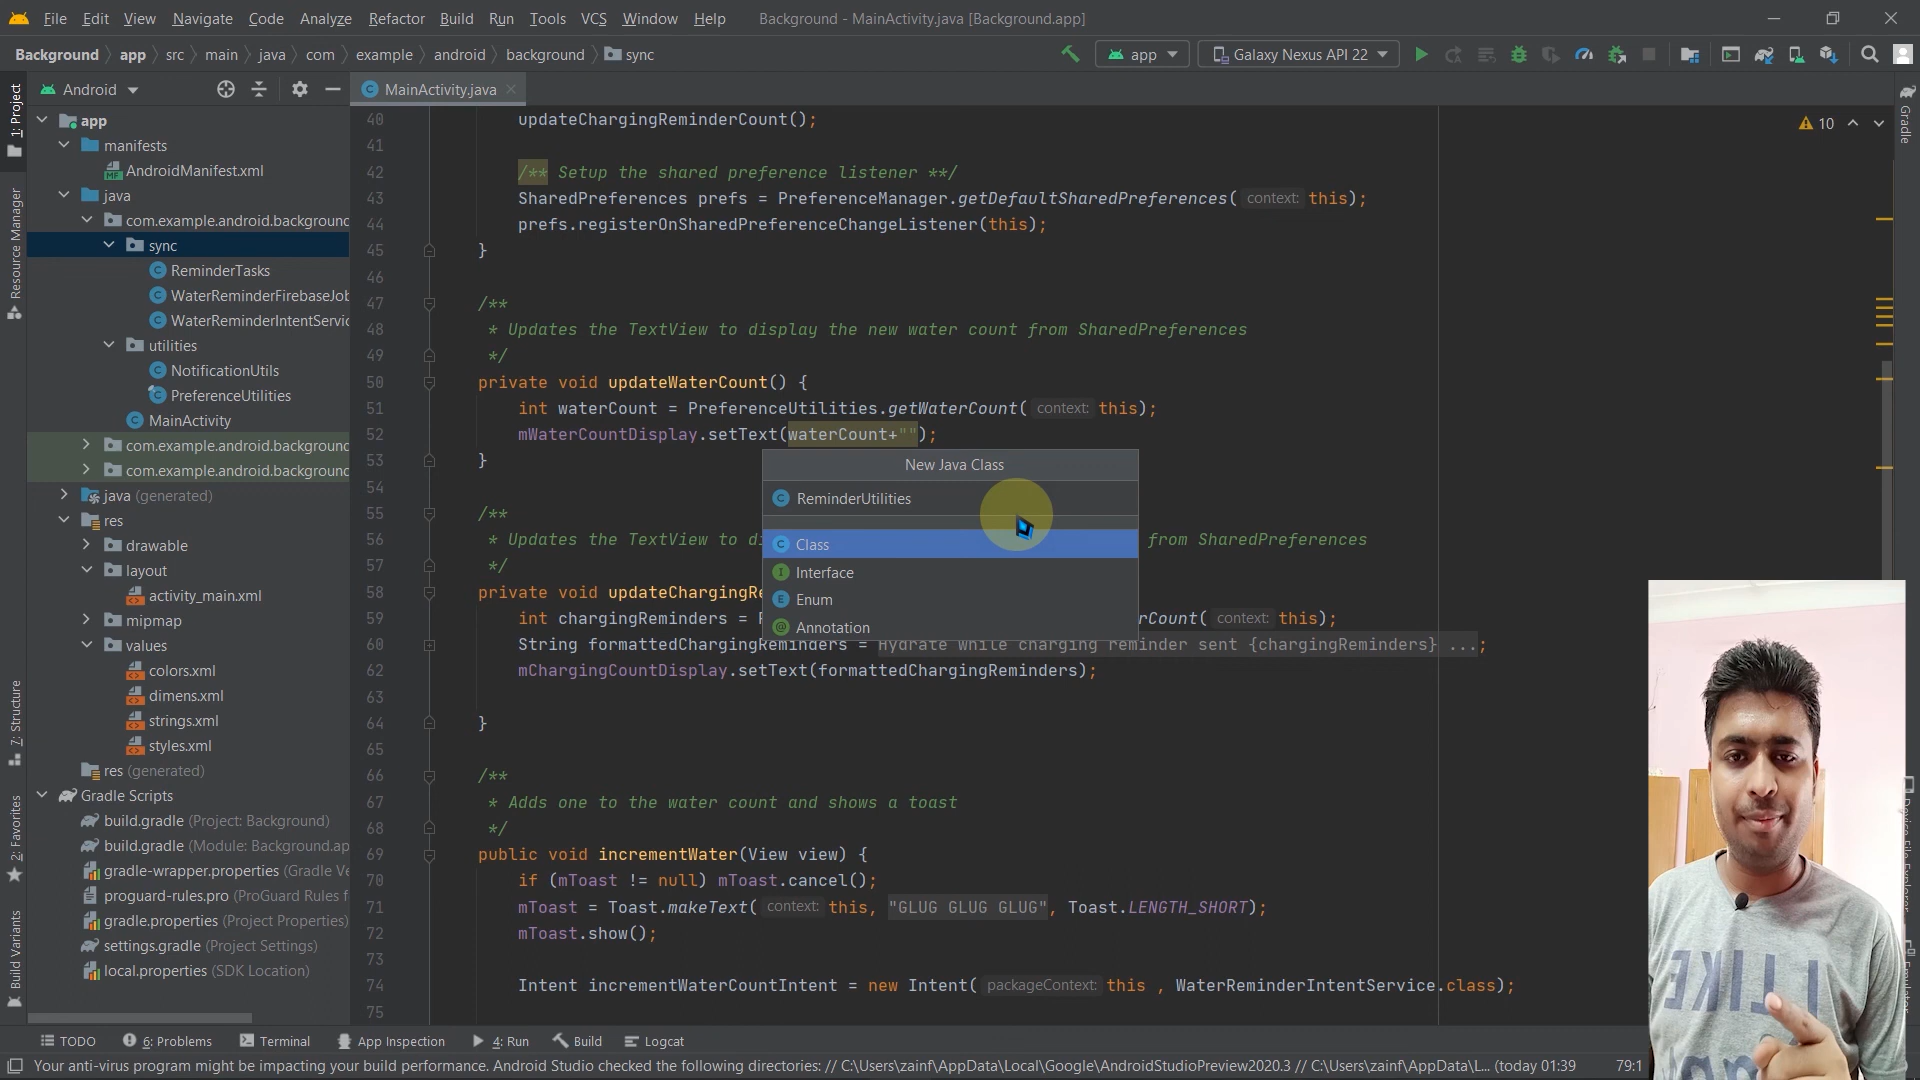 File Edit View Navigate Code Analyze Refactor Build Run Tools VCS Window Help Background - MainActivity.java [Background.app]
Background app src main java com example android background sync
app Galaxy Nexus API 22
1: Project
Resource Manager
7: Structure
2: Favorites
Build Variants
Android
app
manifests
AndroidManifest.xml
java
com.example.android.background
sync
ReminderTasks
WaterReminderFirebaseJob
WaterReminderIntentServic
utilities
NotificationUtils
PreferenceUtilities
MainActivity
com.example.android.background
com.example.android.background
java (generated)
res
drawable
layout
activity_main.xml
mipmap
values
colors.xml
dimens.xml
strings.xml
styles.xml
res (generated)
Gradle Scripts
build.gradle (Project: Background)
build.gradle (Module: Background.ap
gradle-wrapper.properties (Gradle Ve
proguard-rules.pro (ProGuard Rules f
gradle.properties (Project Properties)
settings.gradle (Project Settings)
local.properties (SDK Location)
MainActivity.java
10
40 updateChargingReminderCount();
41
42 /** Setup the shared preference listener **/
43 SharedPreferences prefs = PreferenceManager.getDefaultSharedPreferences( context: this);
44 prefs.registerOnSharedPreferenceChangeListener(this);
45 }
46
47 /**
48 * Updates the TextView to display the new water count from SharedPreferences
49 */
50 private void updateWaterCount() {
51 int waterCount = PreferenceUtilities.getWaterCount( context: this);
52 mWaterCountDisplay.setText(waterCount+"");
53 }
54
55 /**
56 * Updates the TextView to di from SharedPreferences
57 */
58 private void updateChargingRe
59 int chargingReminders = P rCount( context: this);
60 String formattedChargingReminders = Hydrate while charging reminder sent {chargingReminders} ...;
62 mChargingCountDisplay.setText(formattedChargingReminders);
63
64 }
65
66 /**
67 * Adds one to the water count and shows a toast
68 */
69 public void incrementWater(View view) {
70 if (mToast != null) mToast.cancel();
71 mToast = Toast.makeText( context: this, "GLUG GLUG GLUG", Toast.LENGTH_SHORT);
72 mToast.show();
73
74 Intent incrementWaterCountIntent = new Intent( packageContext: this , WaterReminderIntentService.class);
75
New Java Class
ReminderUtilities
Class
Interface
Enum
Annotation
Gradle
TODO 6: Problems Terminal App Inspection 4: Run Build Logcat
Your anti-virus program might be impacting your build performance. Android Studio checked the following directories: // C:\Users\zainf\AppData\Local\Google\AndroidStudioPreview2020.3 // C:\Users\zainf\AppData\L... (today 01:39 79:1